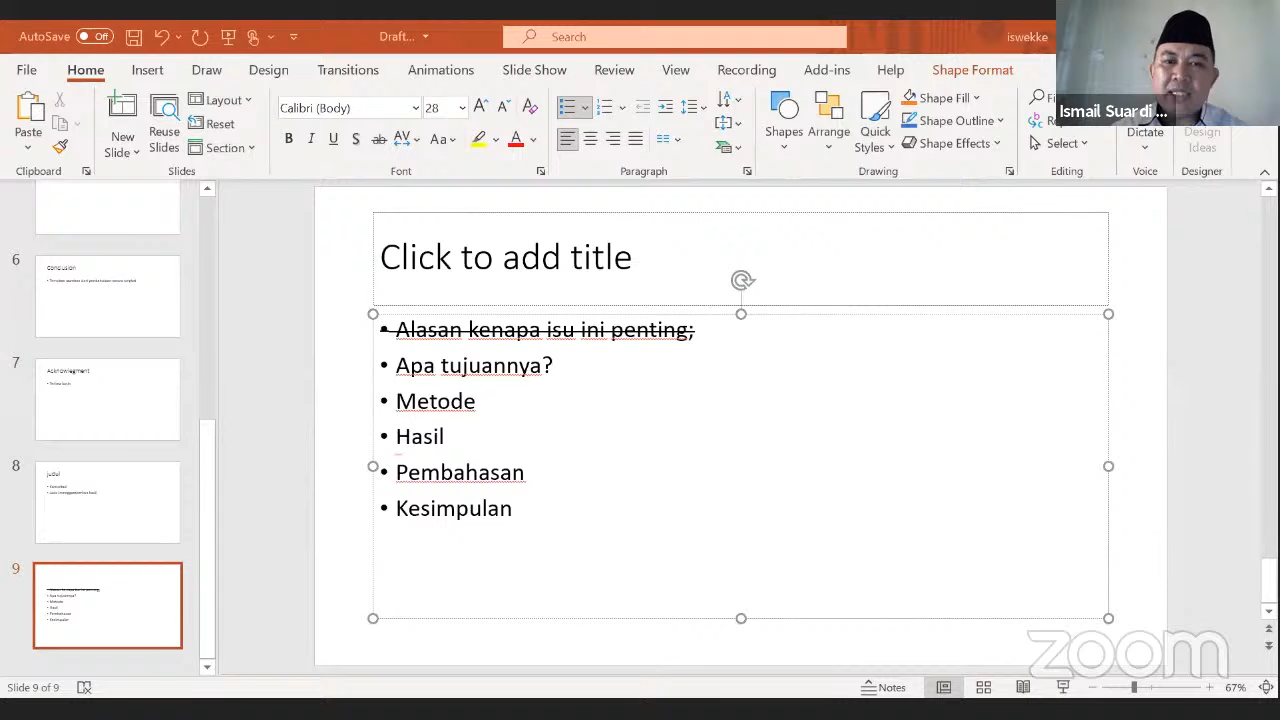 AutoSave Off Draft... Search iswekke
File Home Insert Draw Design Transitions Animations Slide Show Review View Recording Add-ins Help Shape Format
Ismail Suardi ...
Paste
New Slide
Reuse Slides
Layout
Reset
Section
Calibri (Body) 28
B I U S ab AV Aa A
Shapes
Arrange
Quick Styles
Shape Fill
Shape Outline
Shape Effects
Select
Dictate
Design Ideas
Clipboard Slides Font Paragraph Drawing Editing Voice Designer
6
Conclusion
7
Acknowlegment
8
judul
9
Click to add title
• Alasan kenapa isu ini penting;
• Apa tujuannya?
• Metode
• Hasil
• Pembahasan
• Kesimpulan
zoom
Slide 9 of 9 Notes 67%